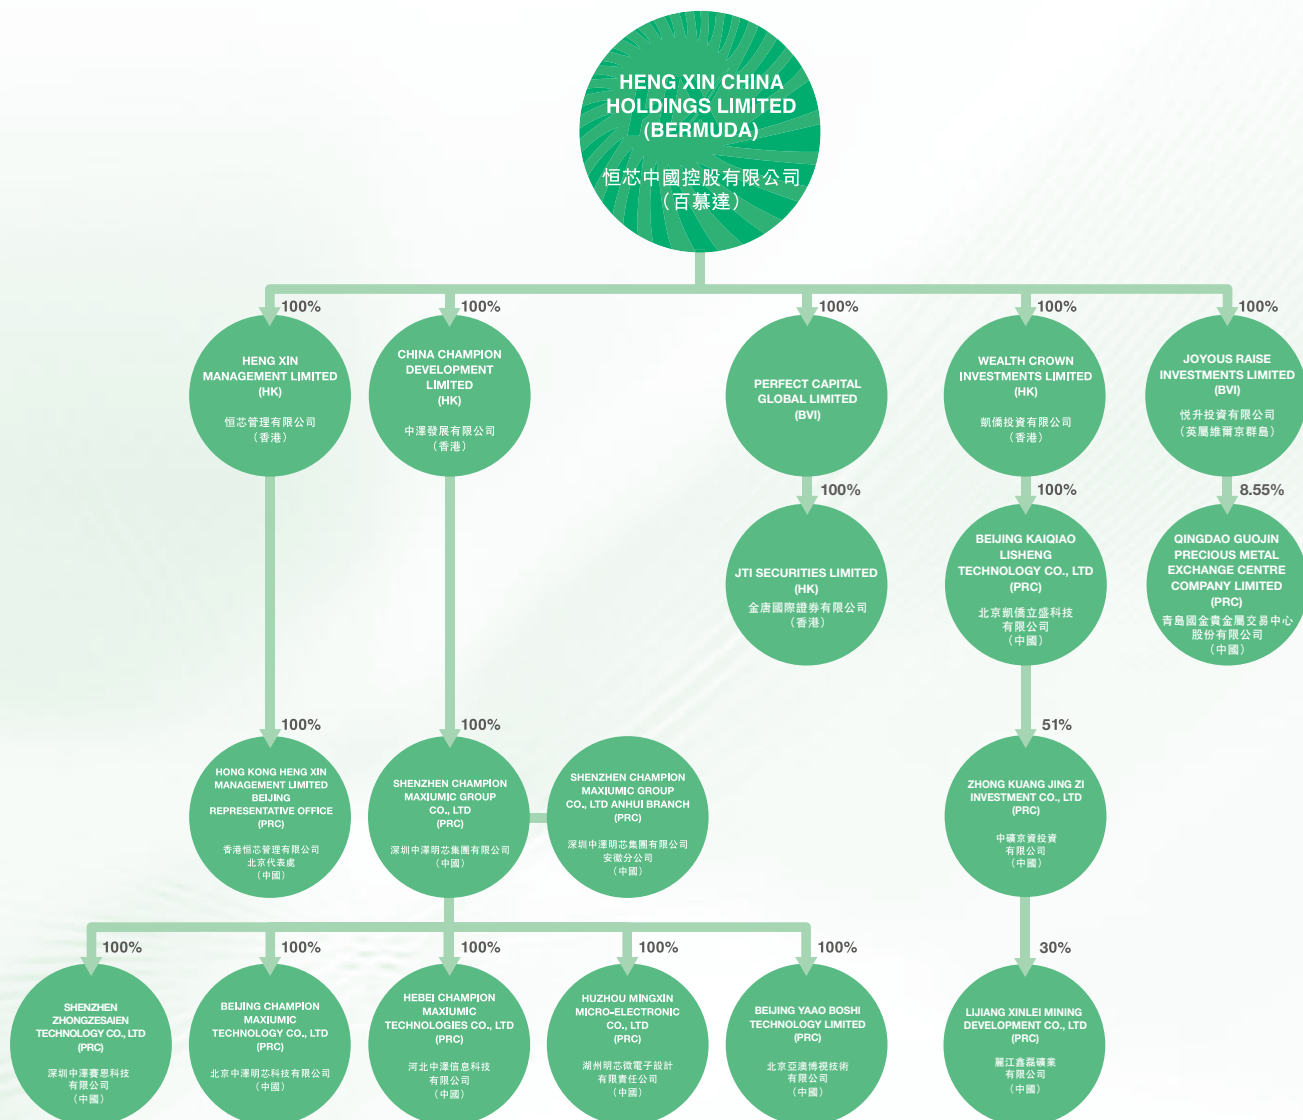 HENG XIN CHINA
HOLDINGS LIMITED
(BERMUDA)
恒芯中國控股有限公司
（百慕達）
100%
100%
100%
100%
100%
HENG XIN
MANAGEMENT LIMITED
(HK)
恒芯管理有限公司
（香港）
CHINA CHAMPION
DEVELOPMENT
LIMITED
(HK)
中澤發展有限公司
（香港）
PERFECT CAPITAL
GLOBAL LIMITED
(BVI)
WEALTH CROWN
INVESTMENTS LIMITED
(HK)
凱僑投資有限公司
（香港）
JOYOUS RAISE
INVESTMENTS LIMITED
(BVI)
悅升投資有限公司
（英屬維爾京群島）
100%
100%
8.55%
JTI SECURITIES LIMITED
(HK)
金唐國際證券有限公司
（香港）
BEIJING KAIQIAO
LISHENG
TECHNOLOGY CO., LTD
(PRC)
北京凱僑立盛科技
有限公司
（中國）
QINGDAO GUOJIN
PRECIOUS METAL
EXCHANGE CENTRE
COMPANY LIMITED
(PRC)
青島國金貴金屬交易中心
股份有限公司
（中國）
100%
100%
51%
HONG KONG HENG XIN
MANAGEMENT LIMITED
BEIJING
REPRESENTATIVE OFFICE
(PRC)
香港恒芯管理有限公司
北京代表處
（中國）
SHENZHEN CHAMPION
MAXIUMIC GROUP
CO., LTD
(PRC)
深圳中澤明芯集團有限公司
（中國）
SHENZHEN CHAMPION
MAXIUMIC GROUP
CO., LTD ANHUI BRANCH
(PRC)
深圳中澤明芯集團有限公司
安徽分公司
（中國）
ZHONG KUANG JING ZI
INVESTMENT CO., LTD
(PRC)
中礦京資投資
有限公司
（中國）
100%
100%
100%
100%
100%
30%
SHENZHEN
ZHONGZESAIEN
TECHNOLOGY CO., LTD
(PRC)
深圳中澤賽恩科技
有限公司
（中國）
BEIJING CHAMPION
MAXIUMIC
TECHNOLOGY CO., LTD
(PRC)
北京中澤明芯科技有限公司
（中國）
HEBEI CHAMPION
MAXIUMIC
TECHNOLOGIES CO., LTD
(PRC)
河北中澤信息科技
有限公司
（中國）
HUZHOU MINGXIN
MICRO-ELECTRONIC
CO., LTD
(PRC)
湖州明芯微電子設計
有限責任公司
（中國）
BEIJING YAAO BOSHI
TECHNOLOGY LIMITED
(PRC)
北京亞澳博視技術
有限公司
（中國）
LIJIANG XINLEI MINING
DEVELOPMENT CO., LTD
(PRC)
麗江鑫磊礦業
有限公司
（中國）